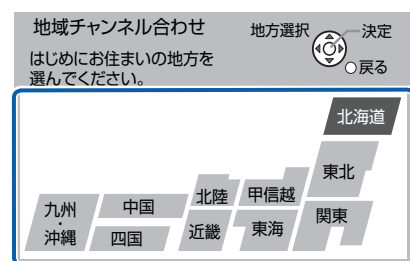 地域チャンネル合わせ
地方選択
決定
戻る
はじめにお住まいの地方を
選んでください。
北海道
東北
北陸
甲信越
関東
九州
・
沖縄
中国
四国
近畿
東海